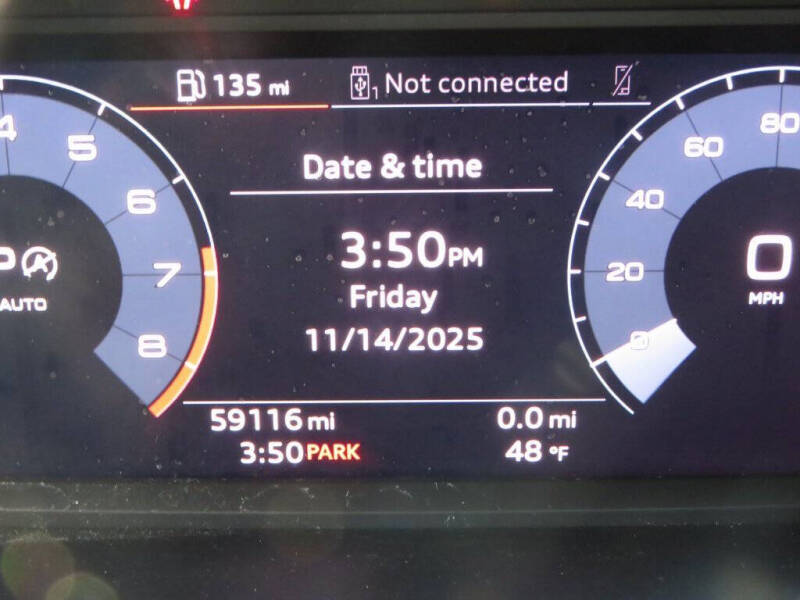 135 mi
1 Not connected
Date & time
3:50PM
Friday
11/14/2025
59116 mi
0.0 mi
3:50 PARK
48 °F
4
5
6
7
8
P A
AUTO
80
60
40
20
0
0
MPH